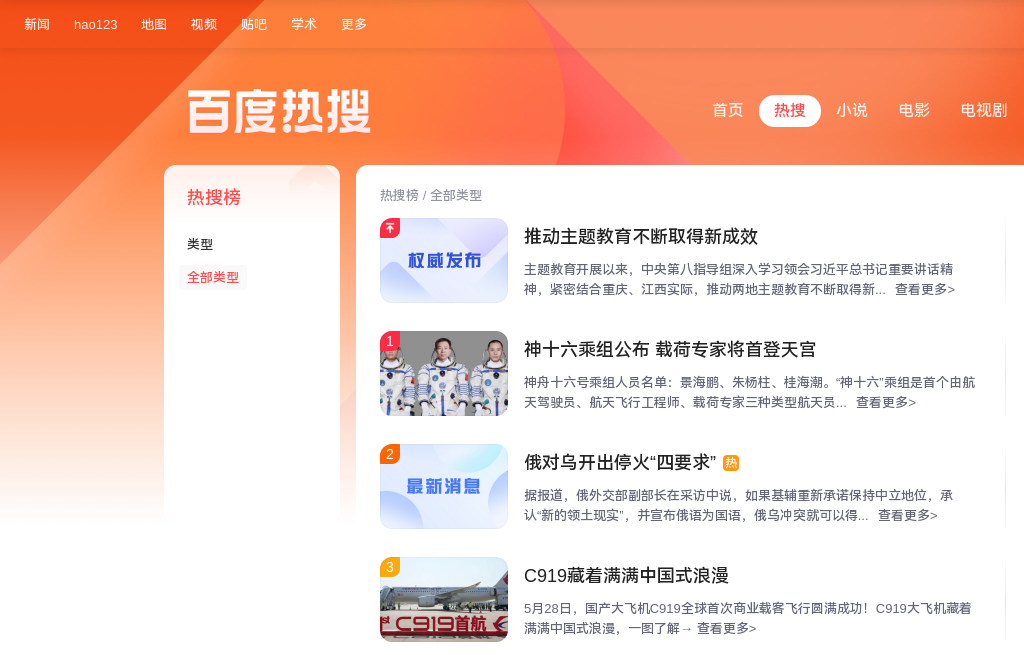 新闻 hao123 地图 视频 贴吧 学术 更多
百度热搜
首页 热搜 小说 电影 电视剧
热搜榜
类型
全部类型
热搜榜 / 全部类型
权威发布
推动主题教育不断取得新成效
主题教育开展以来，中央第八指导组深入学习领会习近平总书记重要讲话精
神，紧密结合重庆、江西实际，推动两地主题教育不断取得新... 查看更多>
1
神十六乘组公布 载荷专家将首登天宫
神舟十六号乘组人员名单：景海鹏、朱杨柱、桂海潮。“神十六”乘组是首个由航
天驾驶员、航天飞行工程师、载荷专家三种类型航天员... 查看更多>
2
最新消息
俄对乌开出停火“四要求” 热
据报道，俄外交部副部长在采访中说，如果基辅重新承诺保持中立地位，承
认“新的领土现实”，并宣布俄语为国语，俄乌冲突就可以得... 查看更多>
3
C919首航
C919藏着满满中国式浪漫
5月28日，国产大飞机C919全球首次商业载客飞行圆满成功！C919大飞机藏着
满满中国式浪漫，一图了解→ 查看更多>